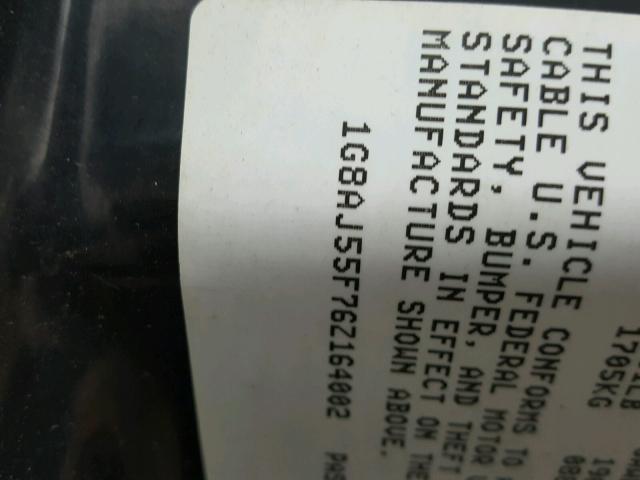 1705KG
THIS VEHICLE CONFORMS TO
CABLE U.S. FEDERAL MOTOR
SAFETY, BUMPER, AND THEFT
STANDARDS IN EFFECT ON THE
MANUFACTURE SHOWN ABOVE.
1G8AJ55F76Z164002 PAS